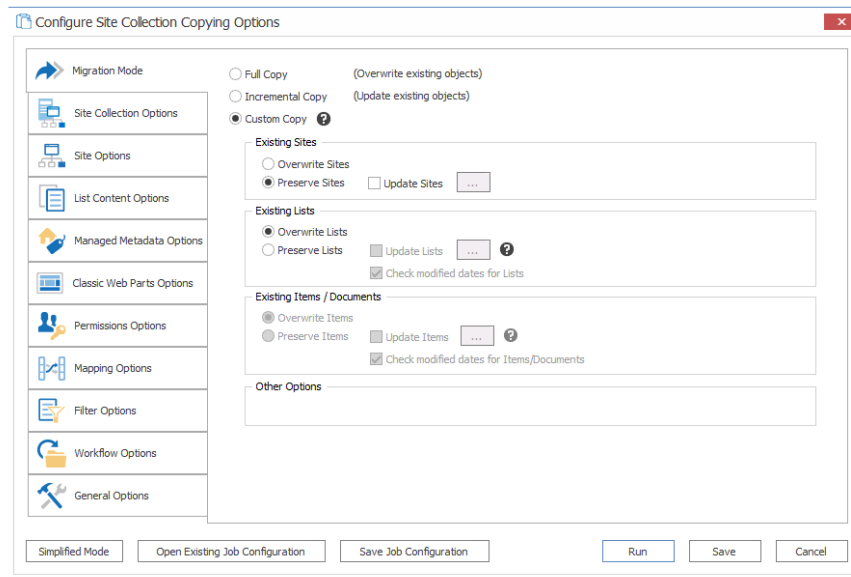 Configure Site Collection Copying Options
Migration Mode
Site Collection Options
Site Options
List Content Options
Managed Metadata Options
Classic Web Parts Options
Permissions Options
Mapping Options
Filter Options
Workflow Options
General Options
Full Copy (Overwrite existing objects)
Incremental Copy (Update existing objects)
Custom Copy ?
Existing Sites
Overwrite Sites
Preserve Sites Update Sites ...
Existing Lists
Overwrite Lists
Preserve Lists Update Lists ... ?
Check modified dates for Lists
Existing Items / Documents
Overwrite Items
Preserve Items Update Items ... ?
Check modified dates for Items/Documents
Other Options
Simplified Mode Open Existing Job Configuration Save Job Configuration Run Save Cancel